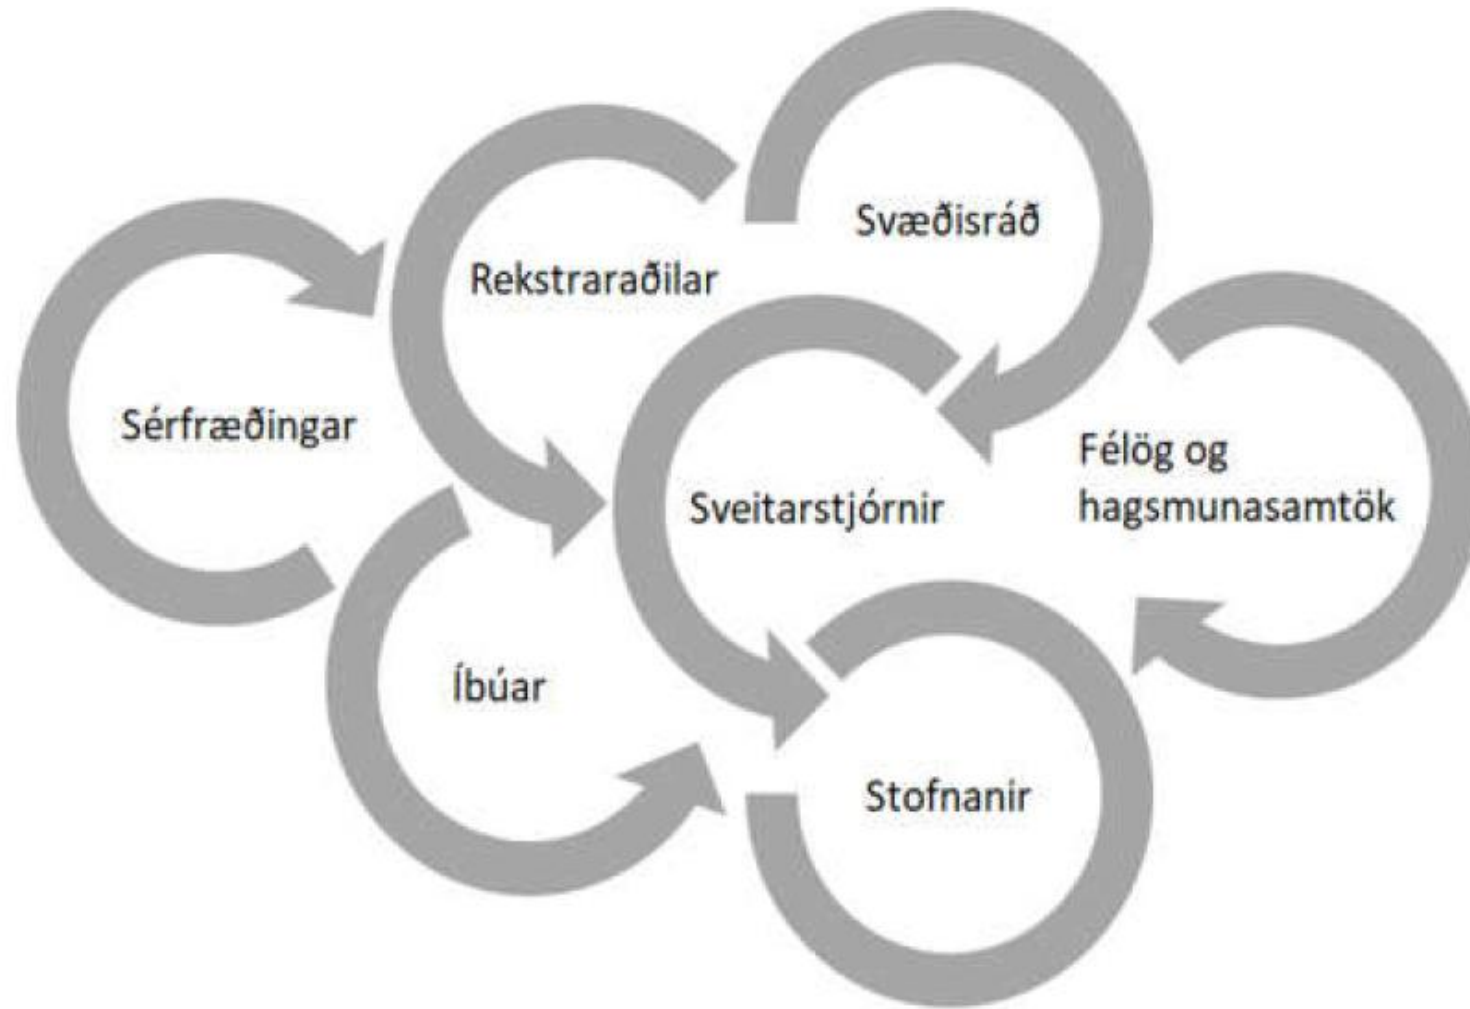 Svæðisráð
Rekstraraðilar
Sérfræðingar
Félög og
hagsmunasamtök
Sveitarstjórnir
Íbúar
Stofnanir